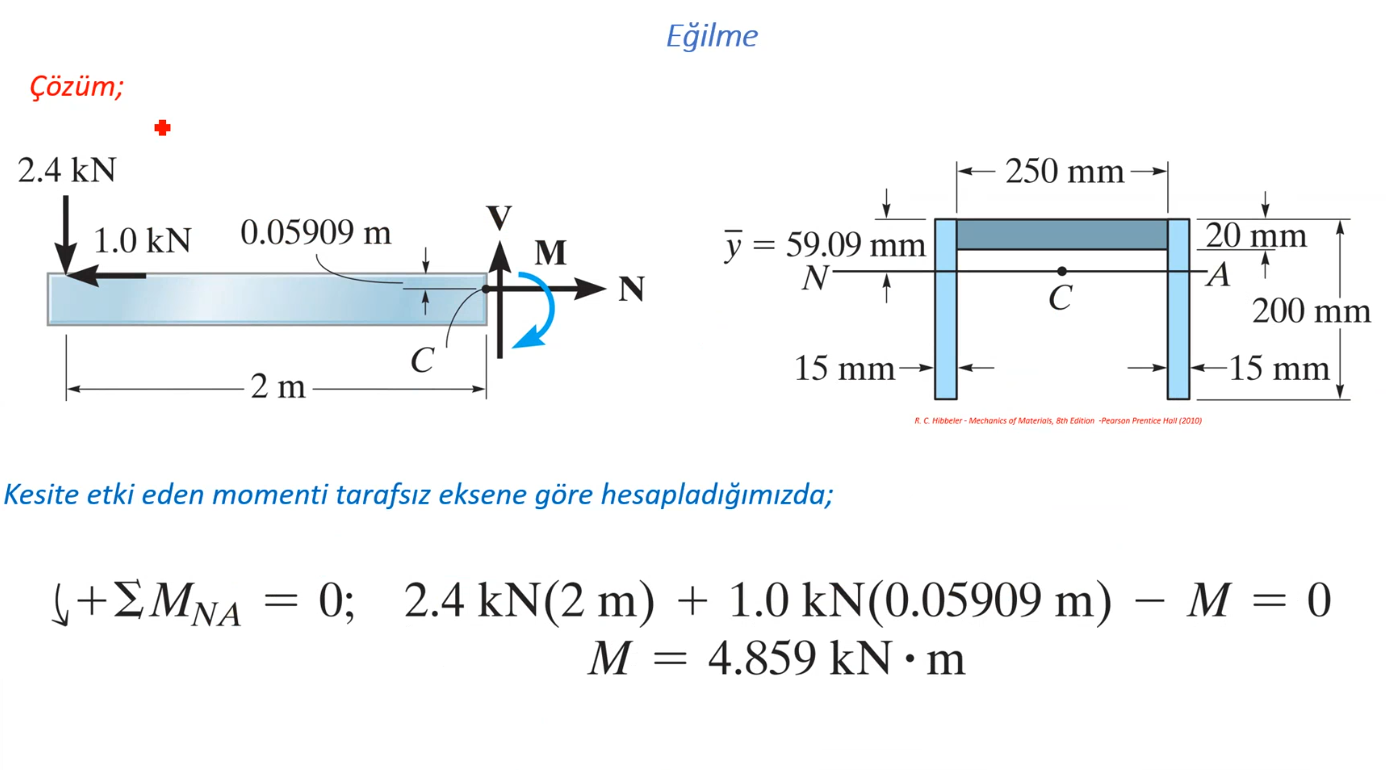 Eğilme
Çözüm;
2.4 kN
1.0 kN
0.05909 m
V
M
N
C
2 m
250 mm
y̅ = 59.09 mm
20 mm
N
A
C
200 mm
15 mm
15 mm
R. C. Hibbeler - Mechanics of Materials, 8th Edition -Pearson Prentice Hall (2010)
Kesite etki eden momenti tarafsız eksene göre hesapladığımızda;
⤹+ΣM_NA = 0; 2.4 kN(2 m) + 1.0 kN(0.05909 m) − M = 0
M = 4.859 kN · m